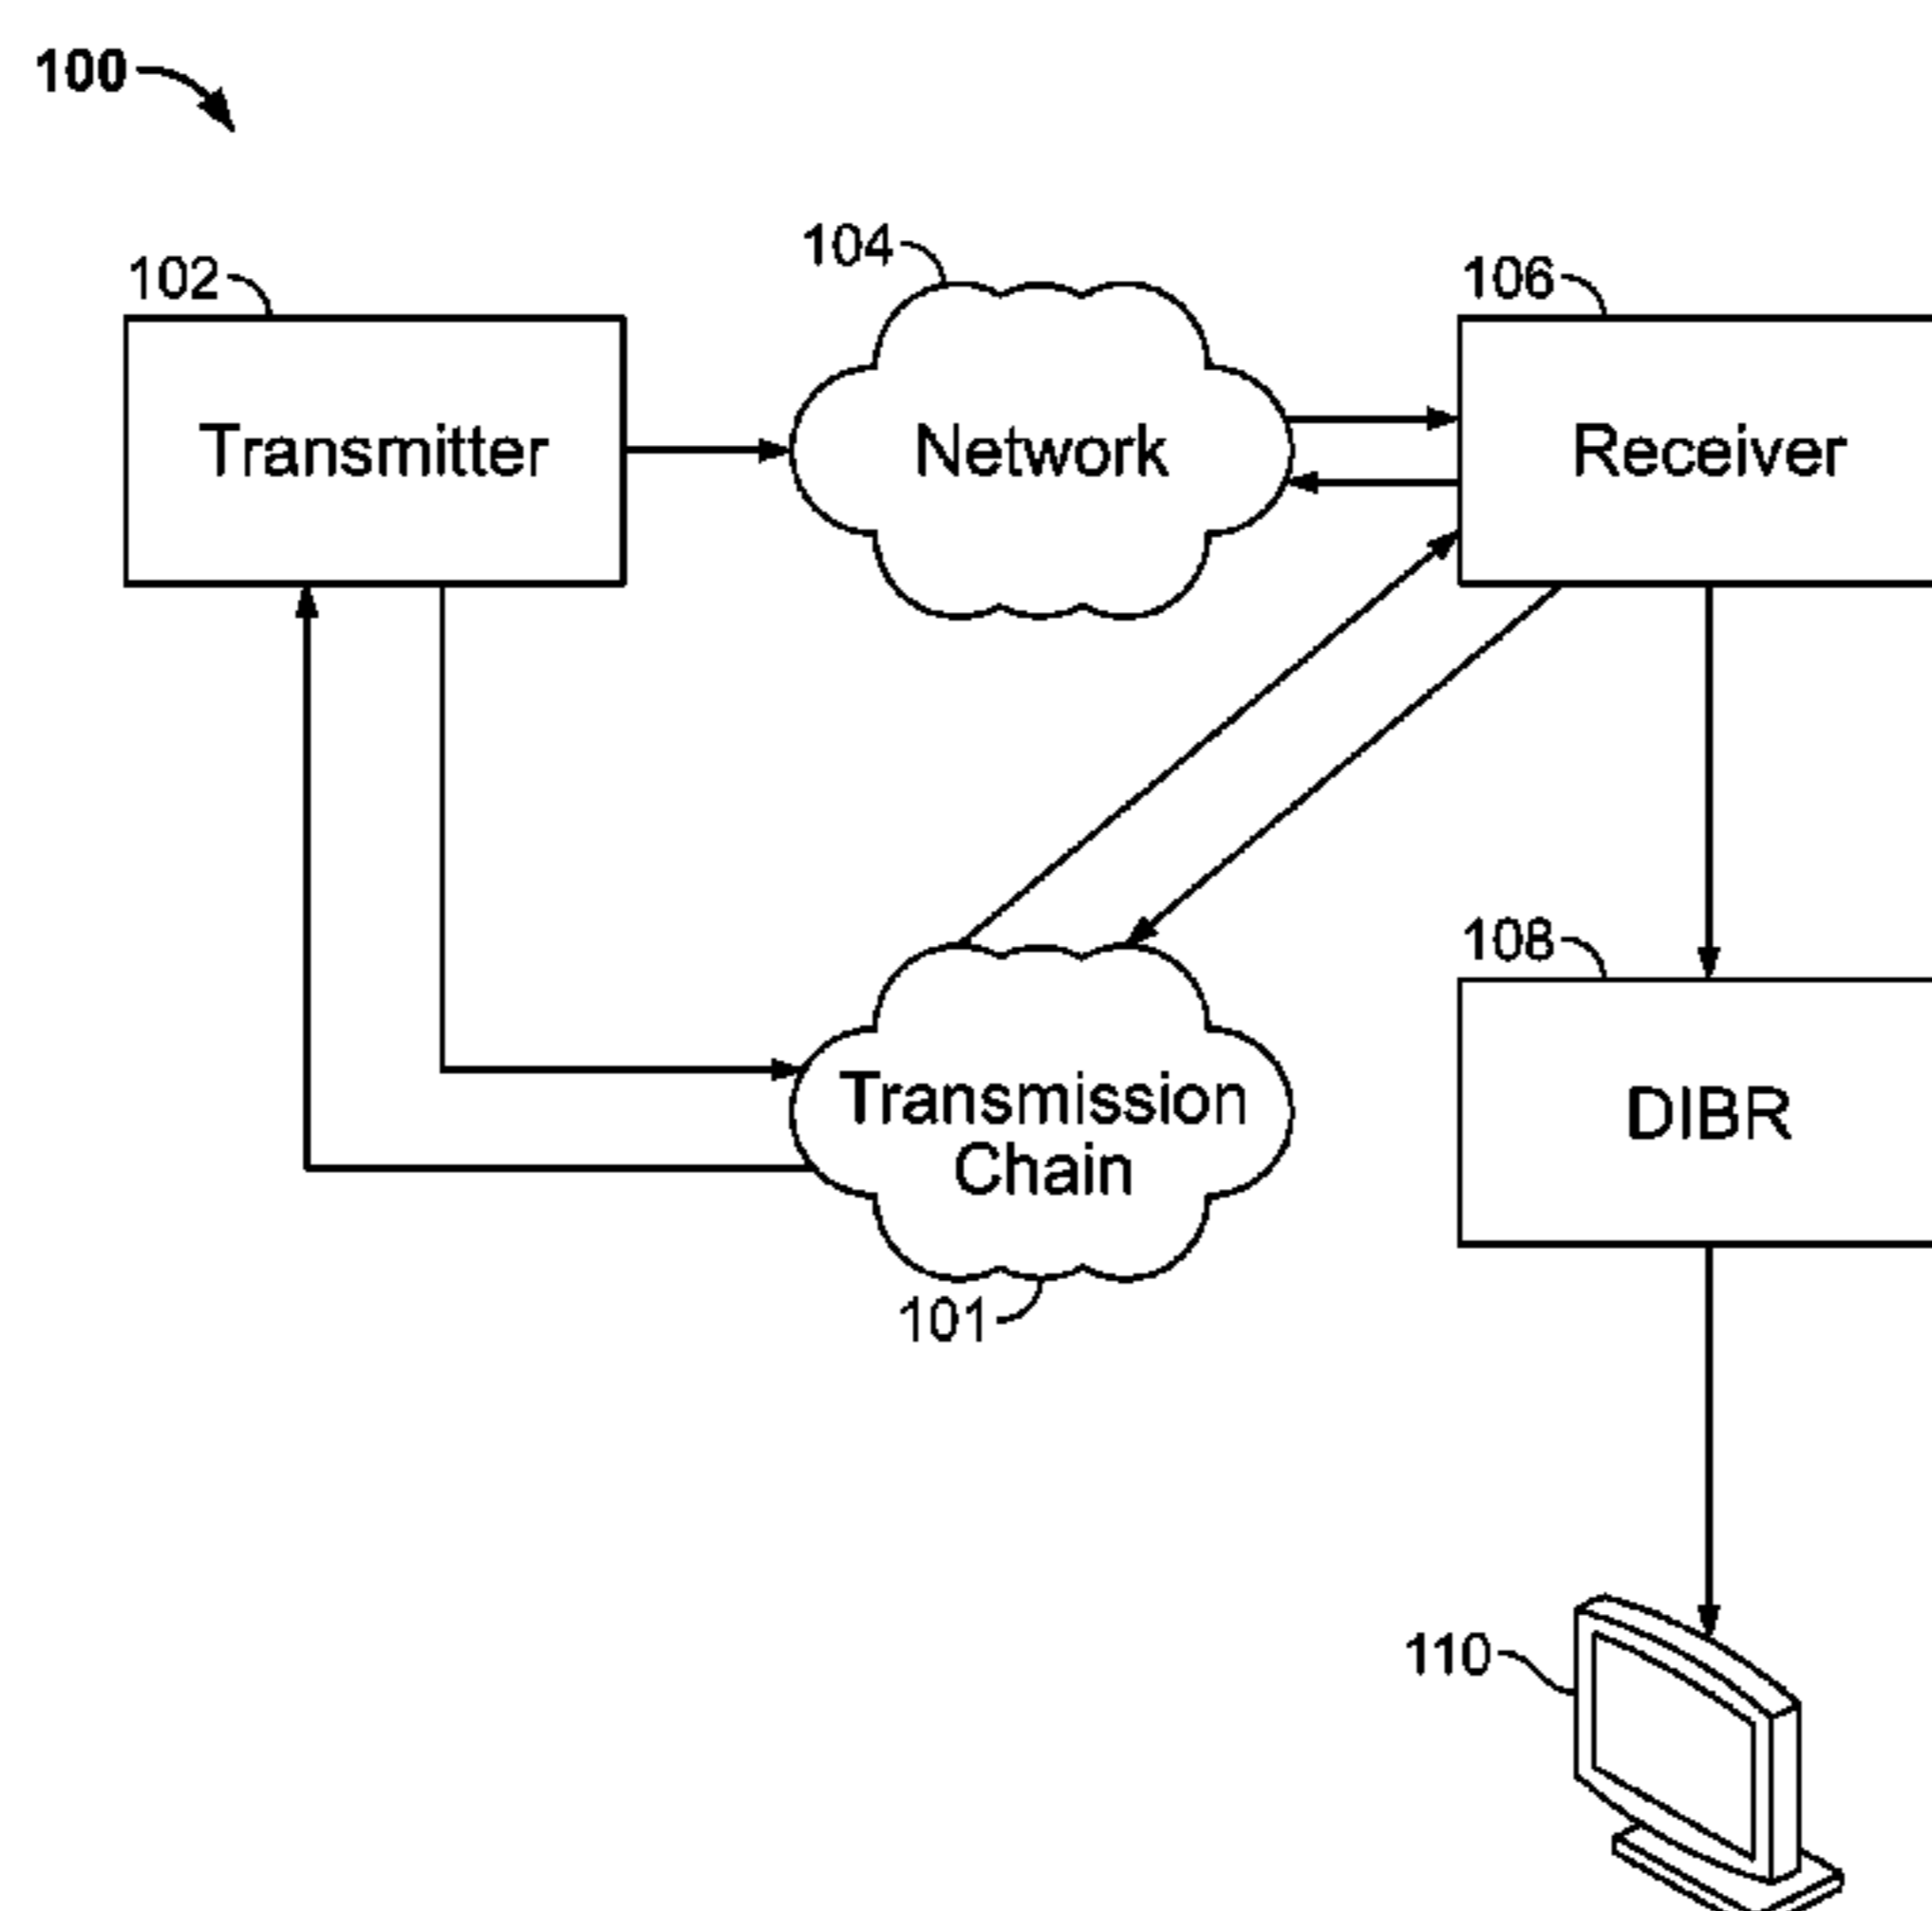 100
104
102
106
Transmitter
Network
Receiver
108
Transmission
Chain
DIBR
101
110